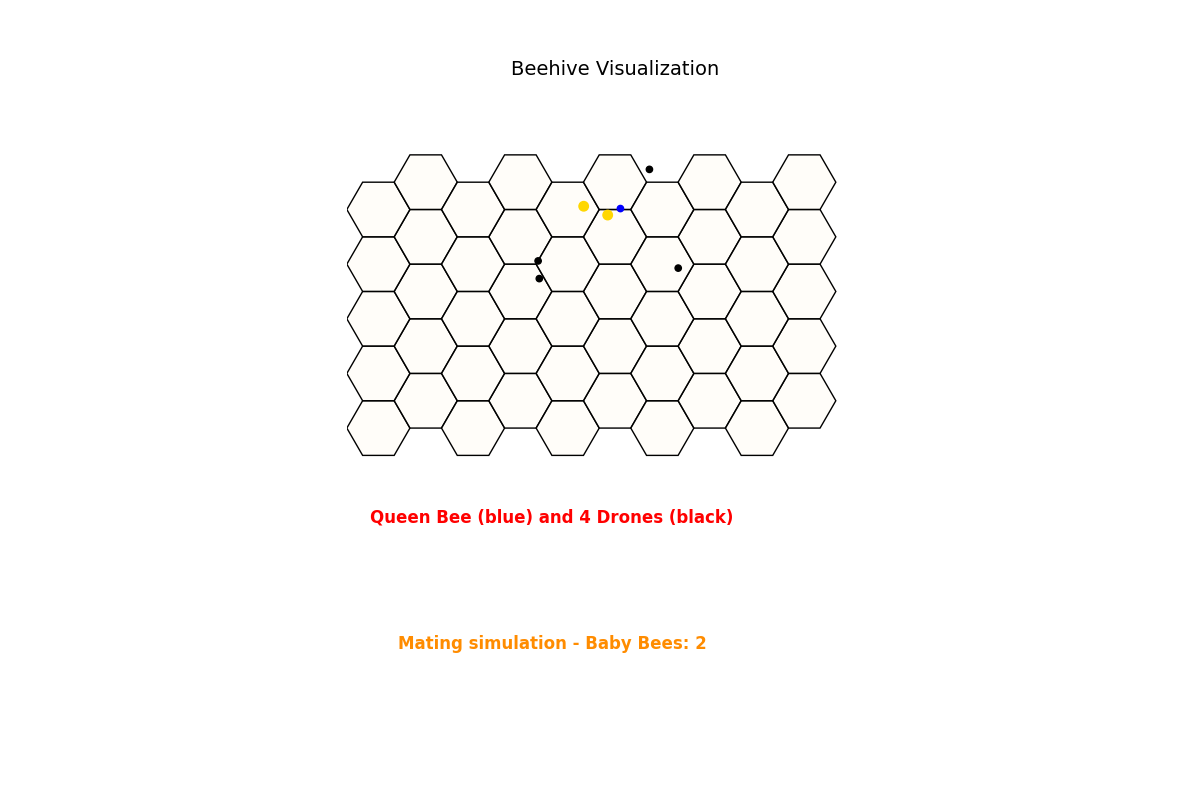 Beehive Visualization
Queen Bee (blue) and 4 Drones (black)
Mating simulation - Baby Bees: 2